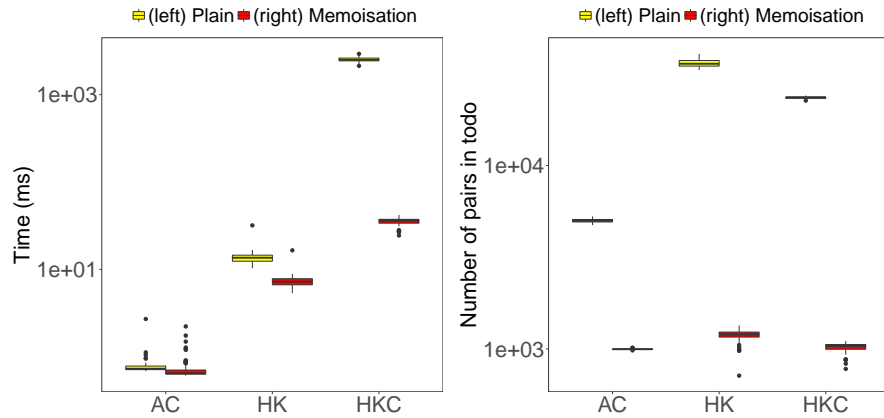 (left) Plain (right) Memoisation
Time (ms)
1e+03
1e+01
AC HK HKC
(left) Plain (right) Memoisation
Number of pairs in todo
1e+04
1e+03
AC HK HKC